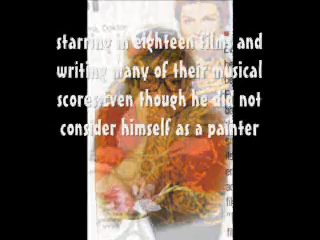 starring in eighteen films and
writing many of their musical
scores even though he did not
consider himself as a painter